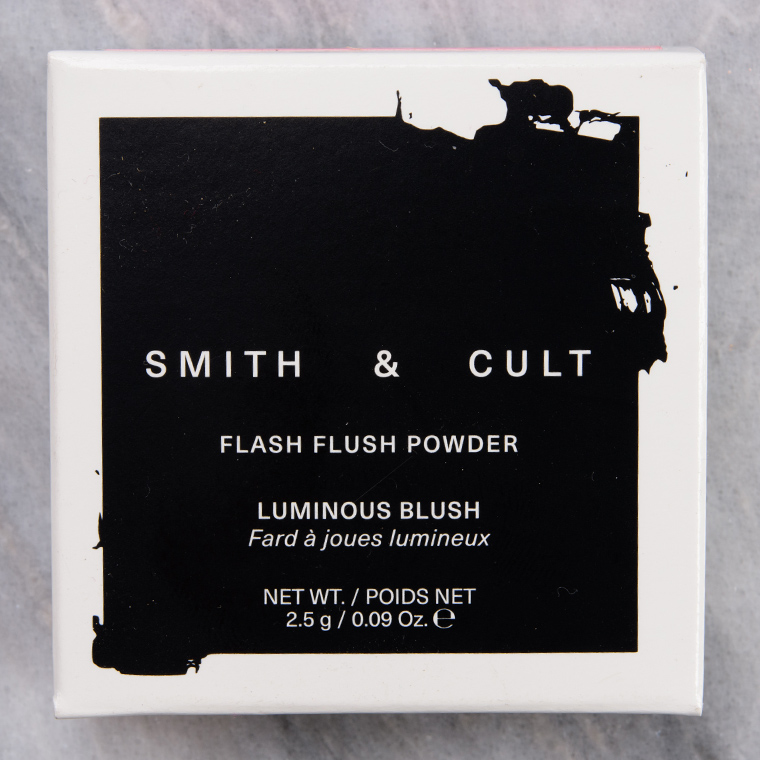 SMITH & CULT
FLASH FLUSH POWDER
LUMINOUS BLUSH
Fard à joues lumineux
NET WT. / POIDS NET
2.5 g / 0.09 Oz. ℮